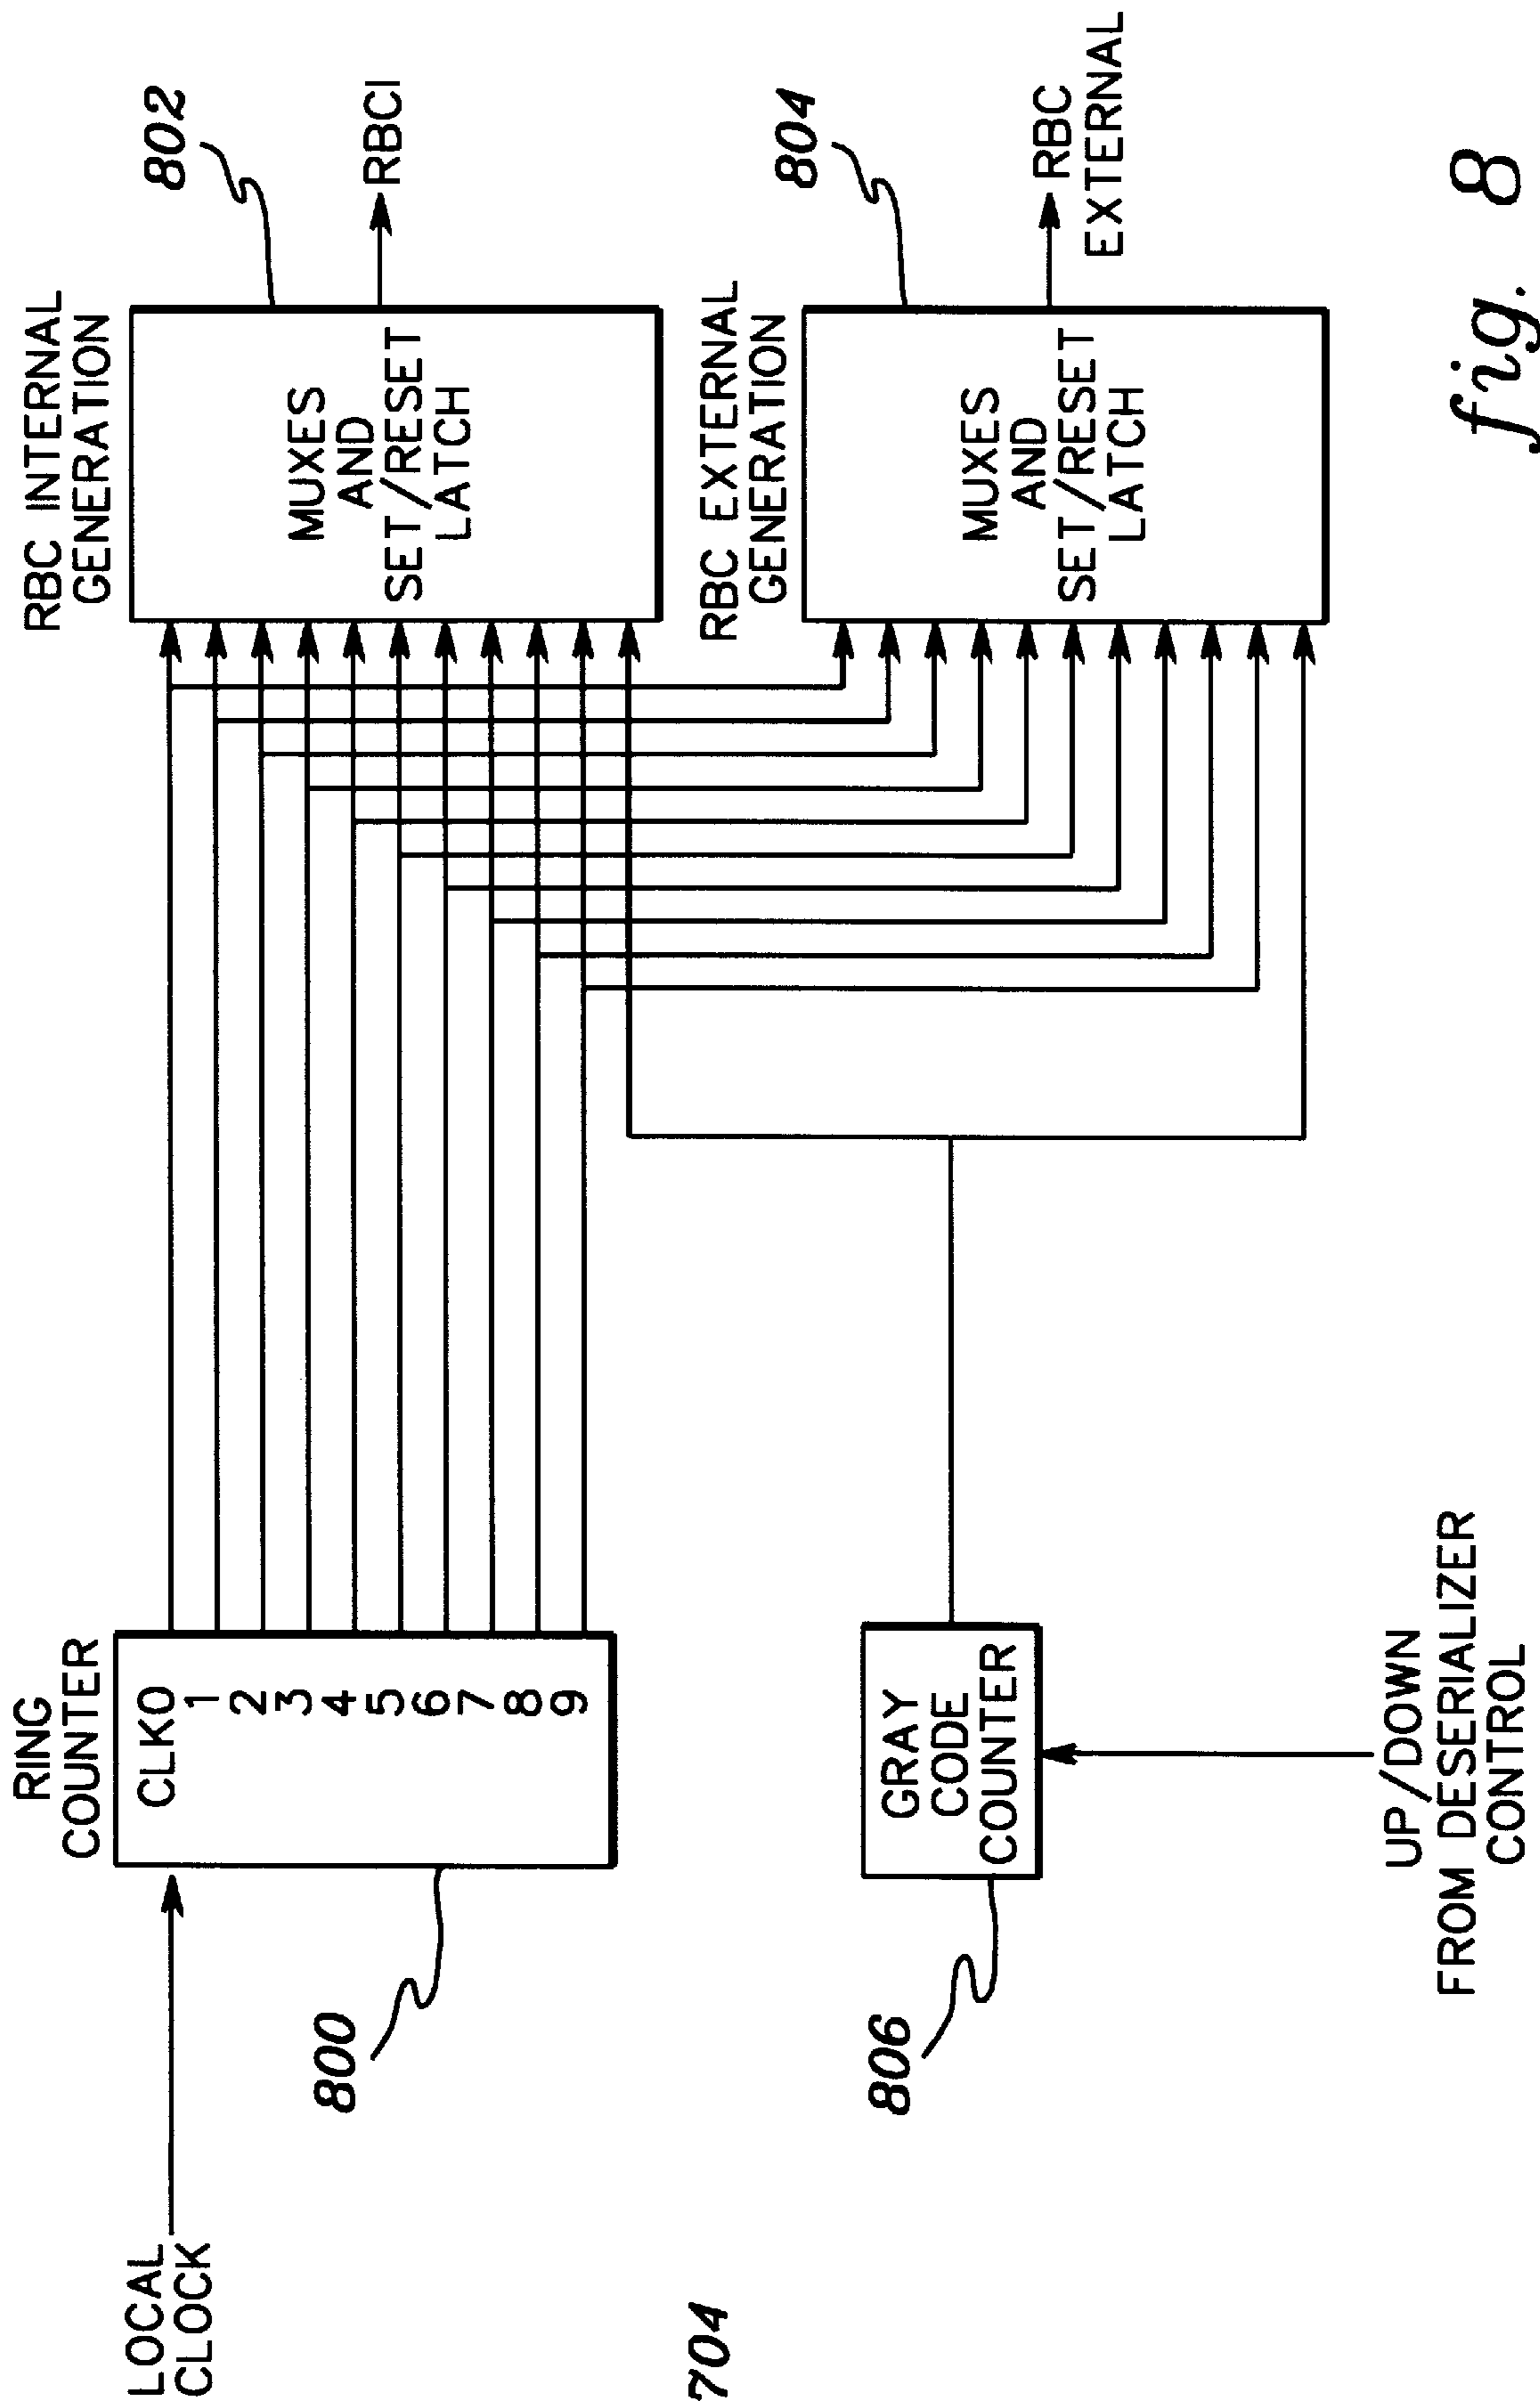 LOCAL
CLOCK
RING
COUNTER
CLK0
1
2
3
4
5
6
7
8
9
800
RBC INTERNAL
GENERATION
MUXES
AND
SET/RESET
LATCH
802
RBCI
RBC EXTERNAL
GENERATION
MUXES
AND
SET/RESET
LATCH
804
RBC
EXTERNAL
704
806
GRAY
CODE
COUNTER
UP/DOWN
FROM DESERIALIZER
CONTROL
fig. 8